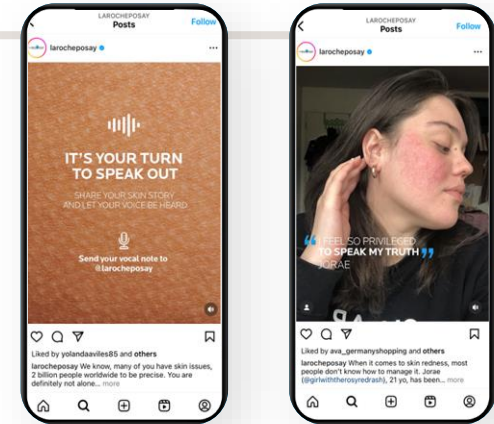 LAROCHEPOSAY
Posts
Follow
larocheposay
IT'S YOUR TURN
TO SPEAK OUT
SHARE YOUR SKIN STORY
AND LET YOUR VOICE BE HEARD
Send your vocal note to
@larocheposay
Liked by yolandaaviles85 and others
larocheposay We know, many of you have skin issues,
2 billion people worldwide to be precise. You are
definitely not alone... more
LAROCHEPOSAY
Posts
Follow
larocheposay
“I FEEL SO PRIVILEGED
TO SPEAK MY TRUTH”
JORAE
Liked by ava_germanyshopping and others
larocheposay When it comes to skin redness, most
people don't know how to manage it. Jorae
(@girlwiththerosyredrash), 21 yo, has been... more